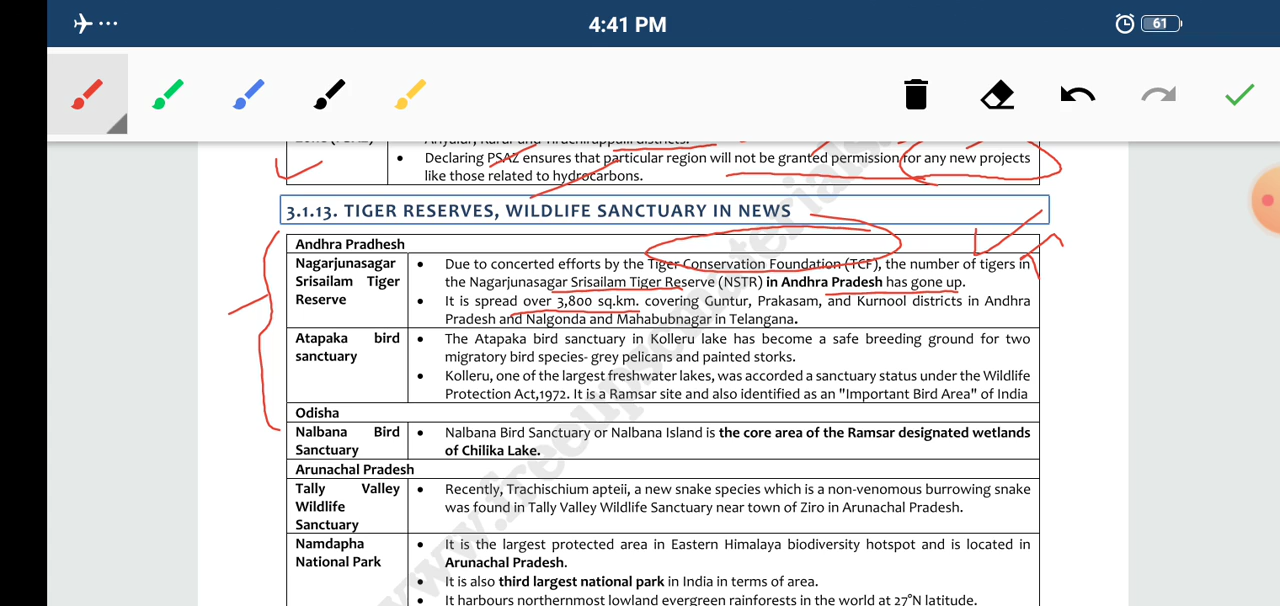 4:41 PM
61
Ariyalur, Karur and Tiruchirappalli districts.
Declaring PSAZ ensures that particular region will not be granted permission for any new projects
like those related to hydrocarbons.
3.1.13. TIGER RESERVES, WILDLIFE SANCTUARY IN NEWS
Andhra Pradhesh
Nagarjunasagar
Srisailam Tiger
Reserve
Due to concerted efforts by the Tiger Conservation Foundation (TCF), the number of tigers in
the Nagarjunasagar Srisailam Tiger Reserve (NSTR) in Andhra Pradesh has gone up.
It is spread over 3,800 sq.km. covering Guntur, Prakasam, and Kurnool districts in Andhra
Pradesh and Nalgonda and Mahabubnagar in Telangana.
Atapaka bird
sanctuary
The Atapaka bird sanctuary in Kolleru lake has become a safe breeding ground for two
migratory bird species- grey pelicans and painted storks.
Kolleru, one of the largest freshwater lakes, was accorded a sanctuary status under the Wildlife
Protection Act,1972. It is a Ramsar site and also identified as an "Important Bird Area" of India
Odisha
Nalbana Bird
Sanctuary
Nalbana Bird Sanctuary or Nalbana Island is the core area of the Ramsar designated wetlands
of Chilika Lake.
Arunachal Pradesh
Tally Valley
Wildlife
Sanctuary
Recently, Trachischium apteii, a new snake species which is a non-venomous burrowing snake
was found in Tally Valley Wildlife Sanctuary near town of Ziro in Arunachal Pradesh.
Namdapha
National Park
It is the largest protected area in Eastern Himalaya biodiversity hotspot and is located in
Arunachal Pradesh.
It is also third largest national park in India in terms of area.
It harbours northernmost lowland evergreen rainforests in the world at 27°N latitude.
www.freeupscmaterials.